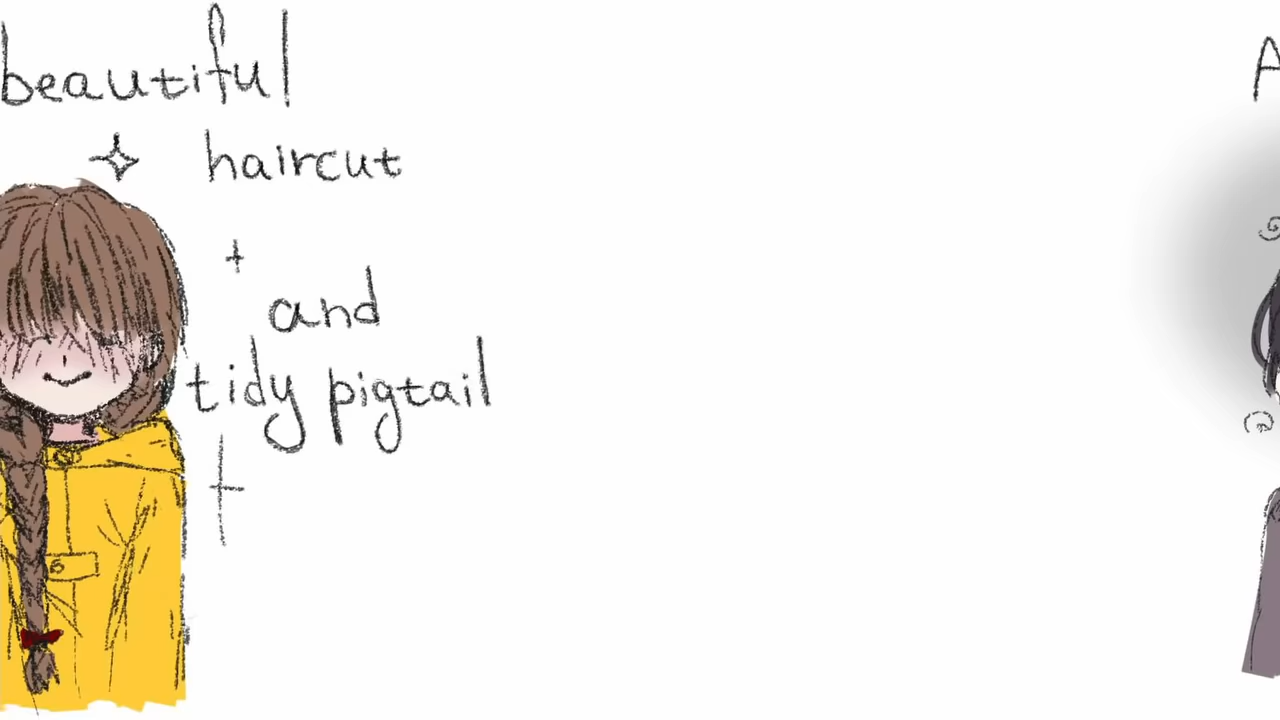 beautiful
haircut
and
tidy pigtail
A